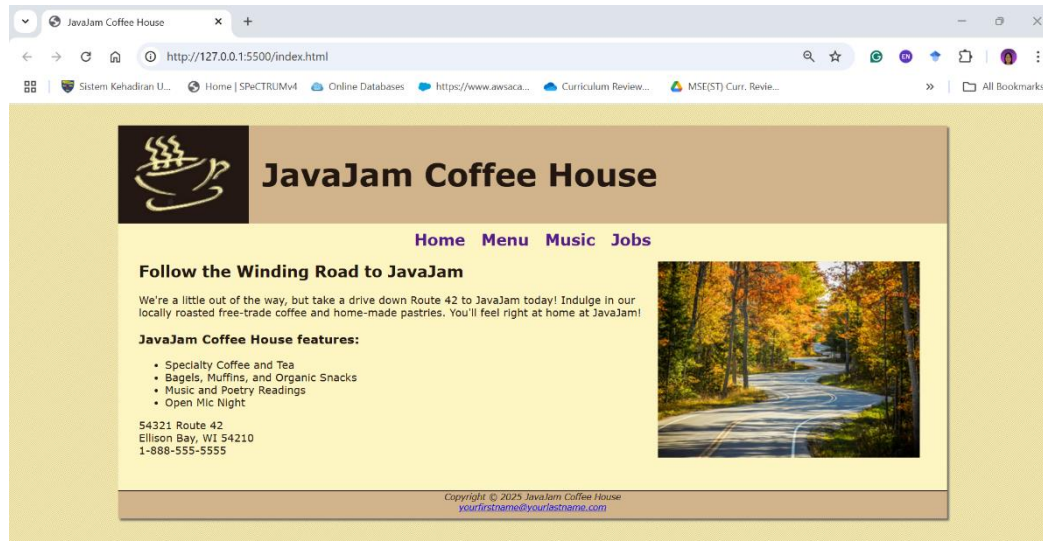 JavaJam Coffee House
http://127.0.0.1:5500/index.html
Sistem Kehadiran U...
Home | SPeCTRUMv4
Online Databases
https://www.awsaca...
Curriculum Review...
MSE(ST) Curr. Revie...
All Bookmarks
JavaJam Coffee House
Home Menu Music Jobs
Follow the Winding Road to JavaJam
We're a little out of the way, but take a drive down Route 42 to JavaJam today! Indulge in our
locally roasted free-trade coffee and home-made pastries. You'll feel right at home at JavaJam!
JavaJam Coffee House features:
• Specialty Coffee and Tea
• Bagels, Muffins, and Organic Snacks
• Music and Poetry Readings
• Open Mic Night
54321 Route 42
Ellison Bay, WI 54210
1-888-555-5555
Copyright © 2025 JavaJam Coffee House
yourfirstname@yourlastname.com